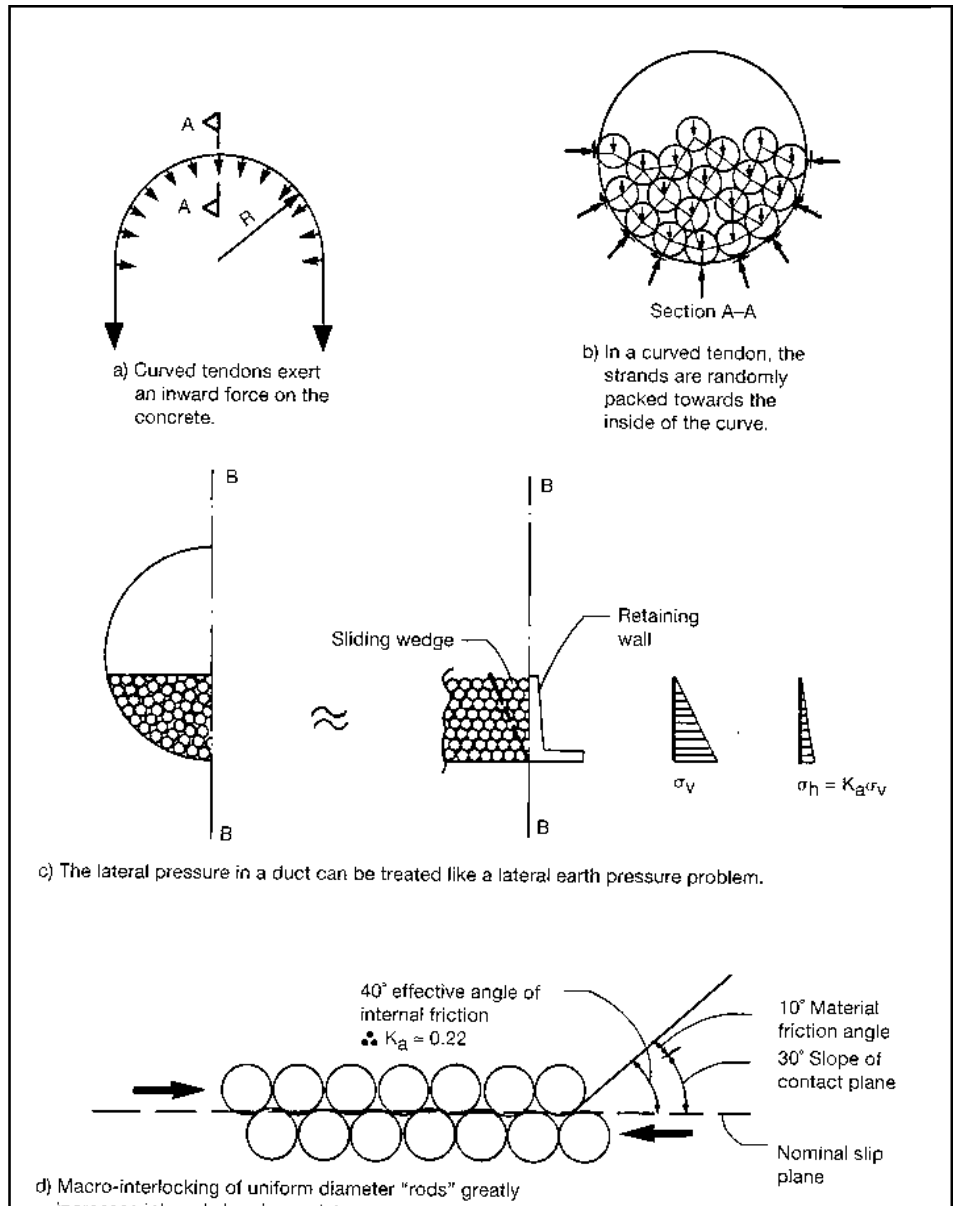 A
A
R
a) Curved tendons exert
an inward force on the
concrete.
Section A–A
b) In a curved tendon, the
strands are randomly
packed towards the
inside of the curve.
B
B
Sliding wedge
Retaining
wall
≈
σv
σh = Kaσv
B
B
c) The lateral pressure in a duct can be treated like a lateral earth pressure problem.
40° effective angle of
internal friction
∴ Ka ≃ 0.22
10° Material
friction angle
30° Slope of
contact plane
Nominal slip
plane
d) Macro-interlocking of uniform diameter "rods" greatly